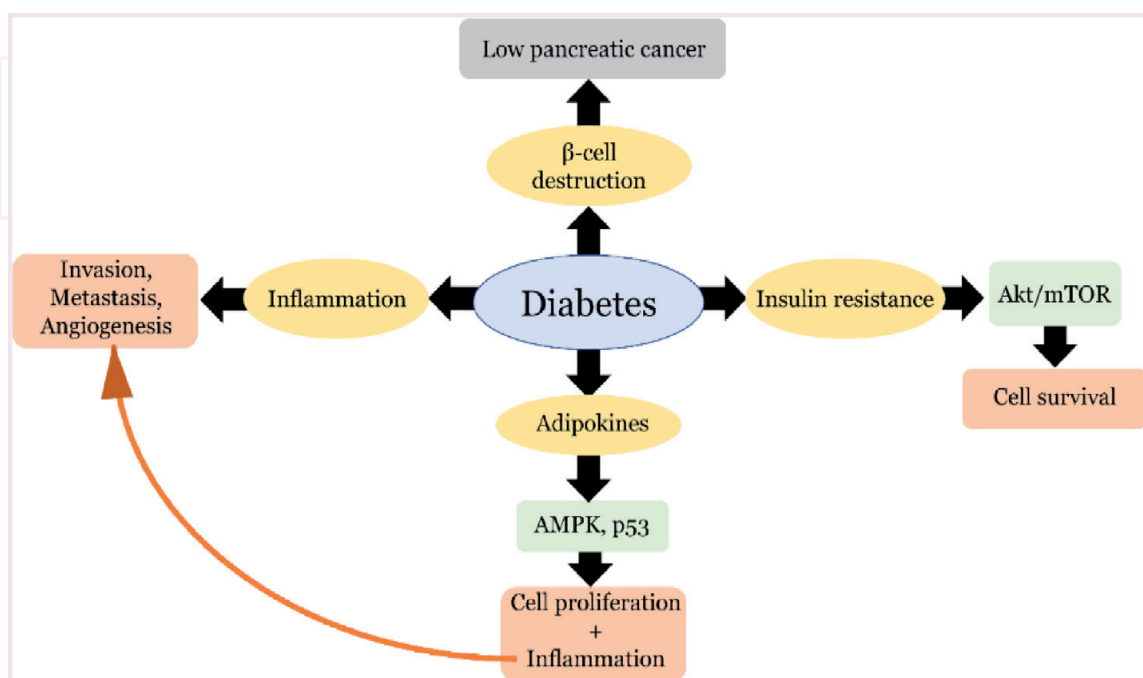 Low pancreatic cancer
β-cell
destruction
Invasion,
Metastasis,
Angiogenesis
Inflammation
Diabetes
Insulin resistance
Akt/mTOR
Cell survival
Adipokines
AMPK, p53
Cell proliferation
+
Inflammation